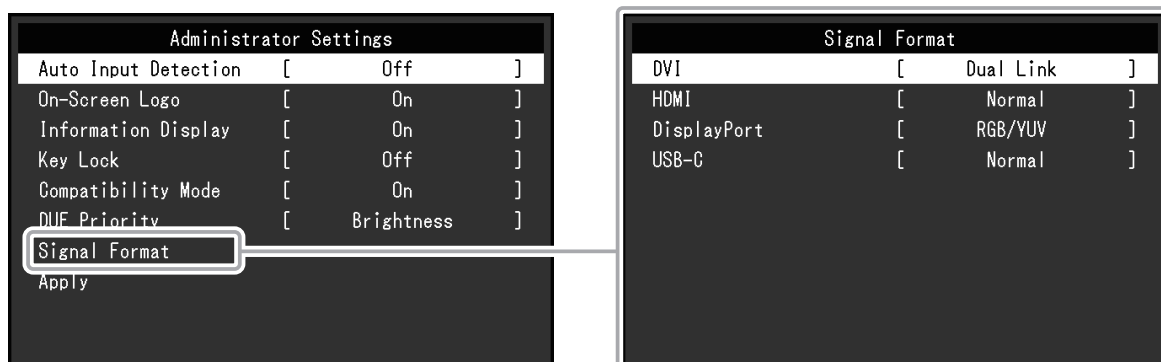 Administrator Settings
Auto Input Detection [ Off ]
On-Screen Logo [ On ]
Information Display [ On ]
Key Lock [ Off ]
Compatibility Mode [ On ]
DUE Priority [ Brightness ]
Signal Format
Apply
Signal Format
DVI [ Dual Link ]
HDMI [ Normal ]
DisplayPort [ RGB/YUV ]
USB-C [ Normal ]